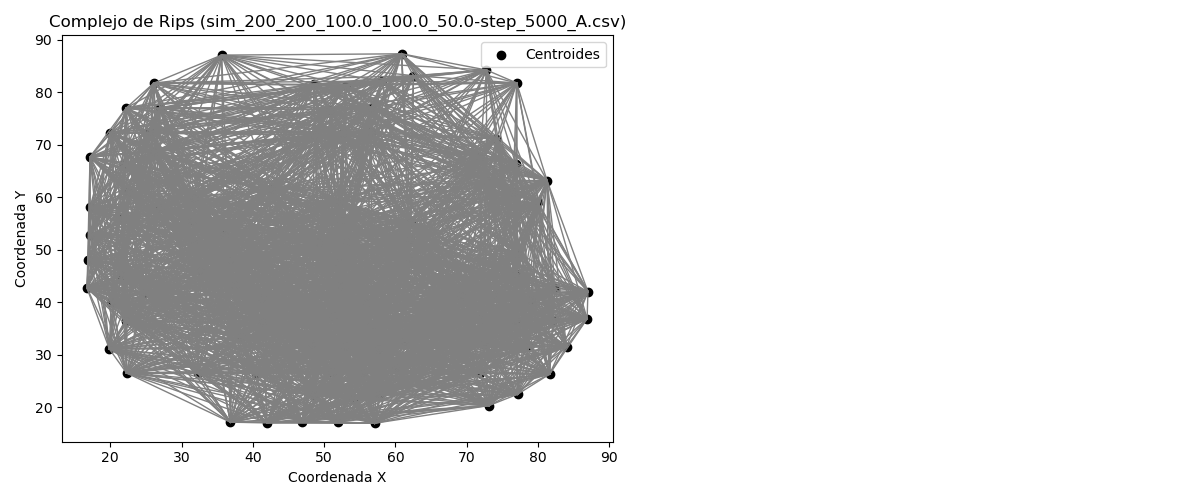 Complejo de Rips (sim_200_200_100.0_100.0_50.0-step_5000_A.csv)
Centroides
90
80
70
60
50
40
30
20
Coordenada Y
20 30 40 50 60 70 80 90
Coordenada X